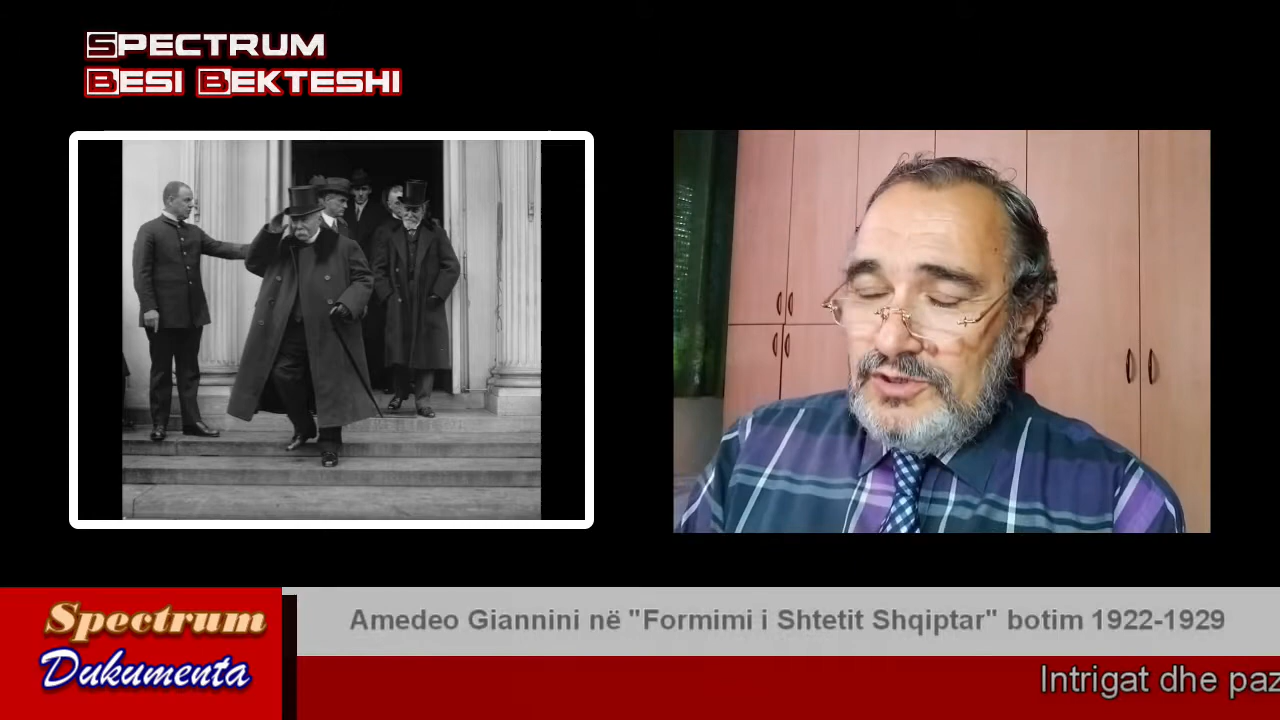 Spectrum
Besi Bekteshi
Spectrum
Dukumenta
Amedeo Giannini në "Formimi i Shtetit Shqiptar" botim 1922-1929
Intrigat dhe paz